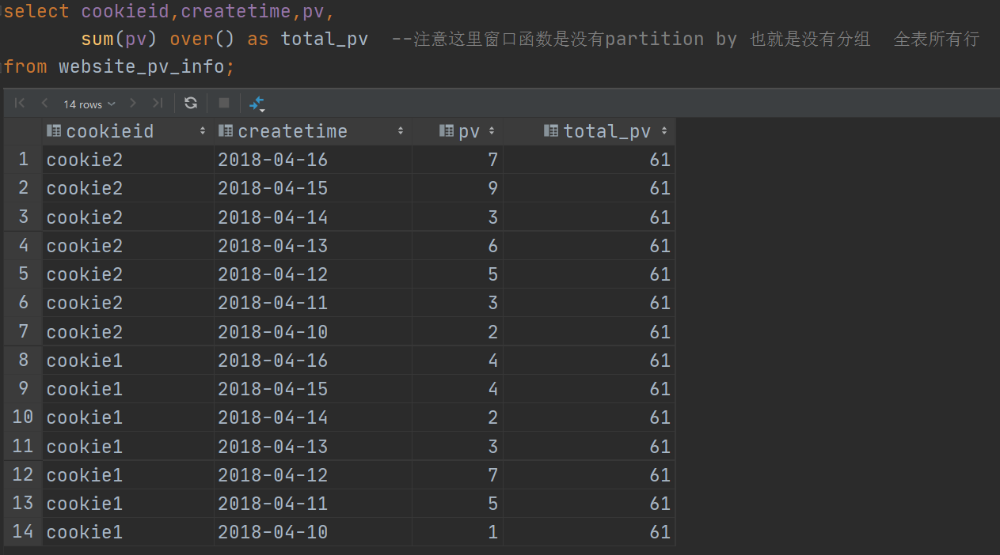 select cookieid,createtime,pv,
sum(pv) over() as total_pv --注意这里窗口函数是没有partition by 也就是没有分组 全表所有行
from website_pv_info;
14 rows
cookieid createtime pv total_pv
1 cookie2 2018-04-16 7 61
2 cookie2 2018-04-15 9 61
3 cookie2 2018-04-14 3 61
4 cookie2 2018-04-13 6 61
5 cookie2 2018-04-12 5 61
6 cookie2 2018-04-11 3 61
7 cookie2 2018-04-10 2 61
8 cookie1 2018-04-16 4 61
9 cookie1 2018-04-15 4 61
10 cookie1 2018-04-14 2 61
11 cookie1 2018-04-13 3 61
12 cookie1 2018-04-12 7 61
13 cookie1 2018-04-11 5 61
14 cookie1 2018-04-10 1 61